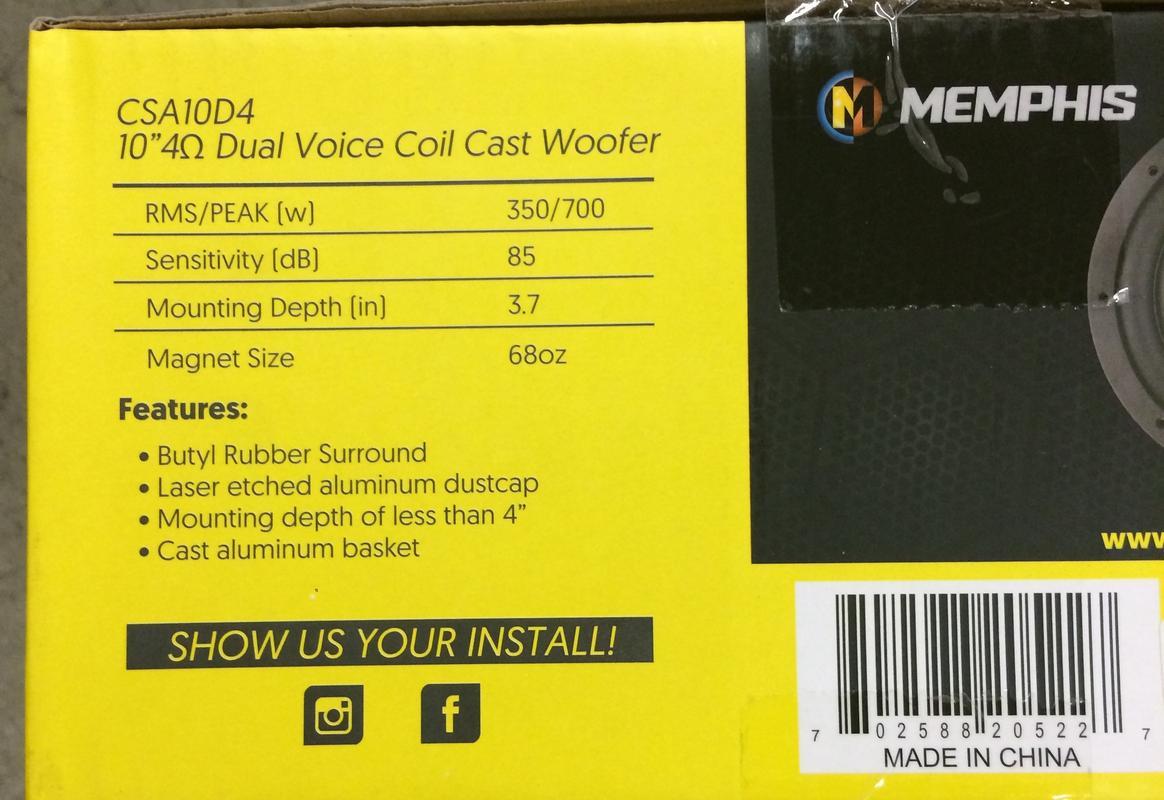 CSA10D4
10”4Ω Dual Voice Coil Cast Woofer
RMS/PEAK (w) 350/700
Sensitivity (dB) 85
Mounting Depth (in) 3.7
Magnet Size 68oz
Features:
• Butyl Rubber Surround
• Laser etched aluminum dustcap
• Mounting depth of less than 4”
• Cast aluminum basket
SHOW US YOUR INSTALL!
f
M MEMPHIS
www
7 02588 20522 7
MADE IN CHINA